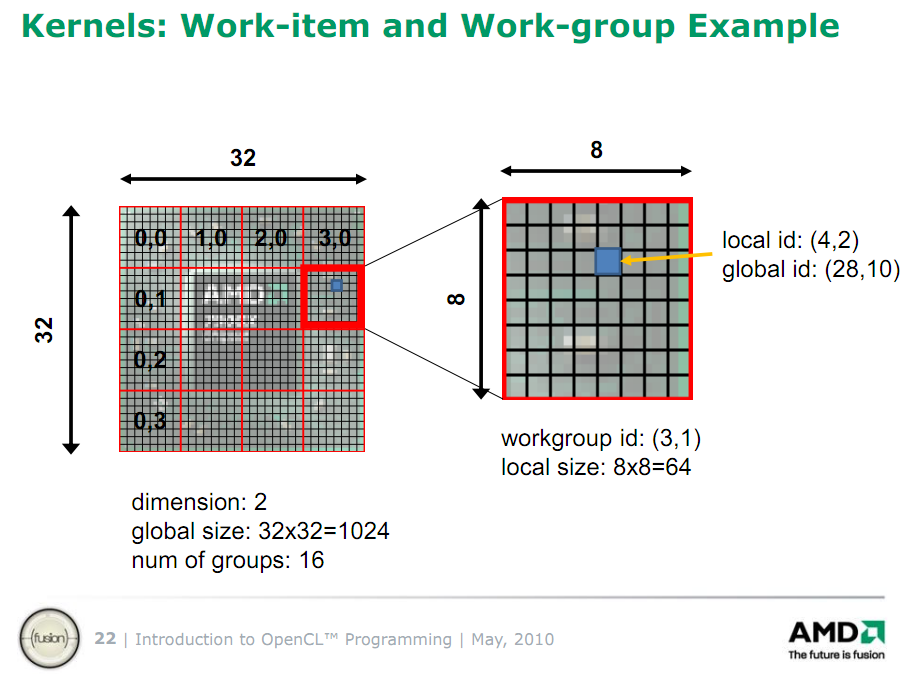 Kernels: Work-item and Work-group Example
32
8
32
0,0 1,0 2,0 3,0
0,1
0,2
0,3
AMD
8
local id: (4,2)
global id: (28,10)
workgroup id: (3,1)
local size: 8x8=64
dimension: 2
global size: 32x32=1024
num of groups: 16
fusion
22 | Introduction to OpenCL™ Programming | May, 2010
AMD
The future is fusion